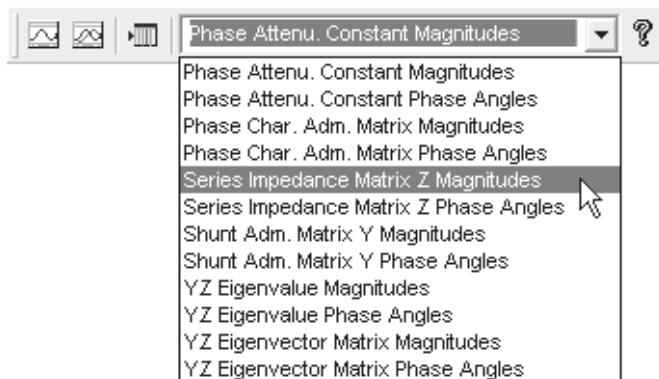 Phase Attenu. Constant Magnitudes
Phase Attenu. Constant Magnitudes
Phase Attenu. Constant Phase Angles
Phase Char. Adm. Matrix Magnitudes
Phase Char. Adm. Matrix Phase Angles
Series Impedance Matrix Z Magnitudes
Series Impedance Matrix Z Phase Angles
Shunt Adm. Matrix Y Magnitudes
Shunt Adm. Matrix Y Phase Angles
YZ Eigenvalue Magnitudes
YZ Eigenvalue Phase Angles
YZ Eigenvector Matrix Magnitudes
YZ Eigenvector Matrix Phase Angles